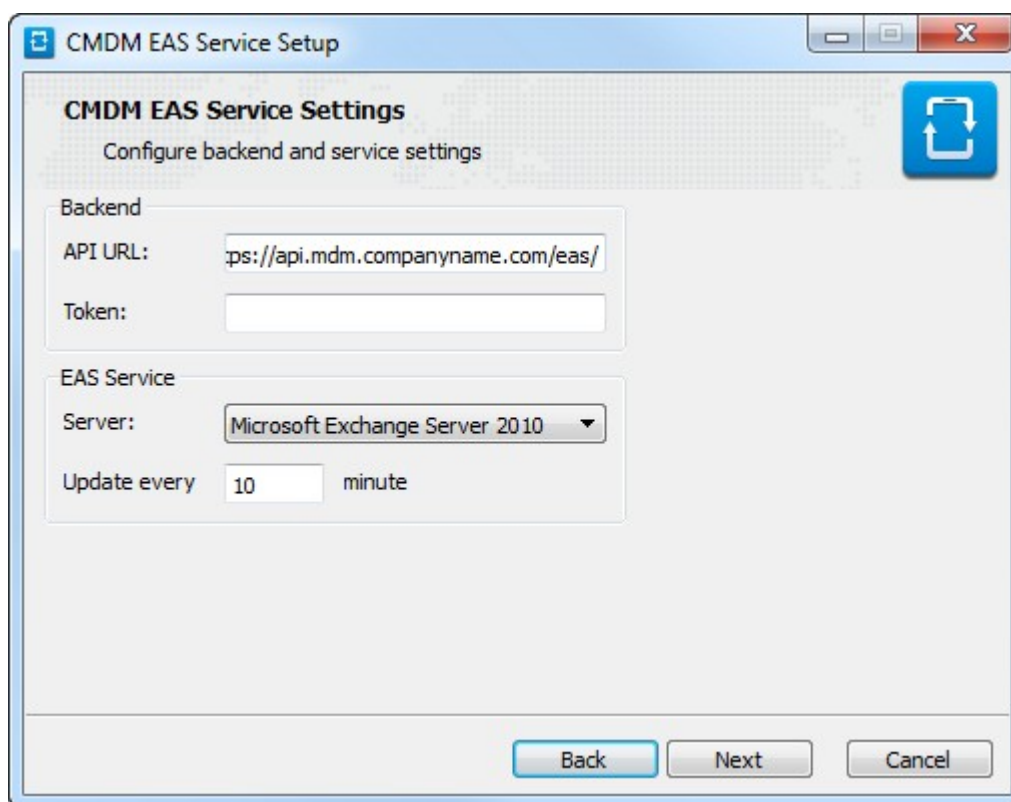 CMDM EAS Service Setup
CMDM EAS Service Settings
Configure backend and service settings
Backend
API URL: ps://api.mdm.companyname.com/eas/
Token:
EAS Service
Server: Microsoft Exchange Server 2010
Update every 10 minute
Back Next Cancel